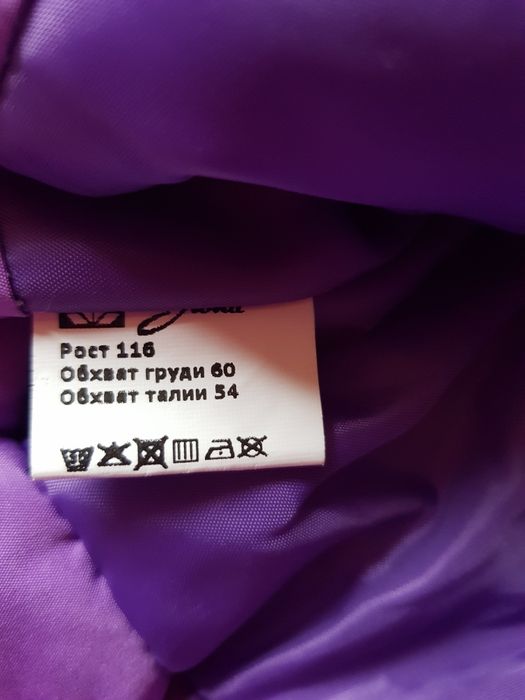 Рост 116
Обхват груди 60
Обхват талии 54